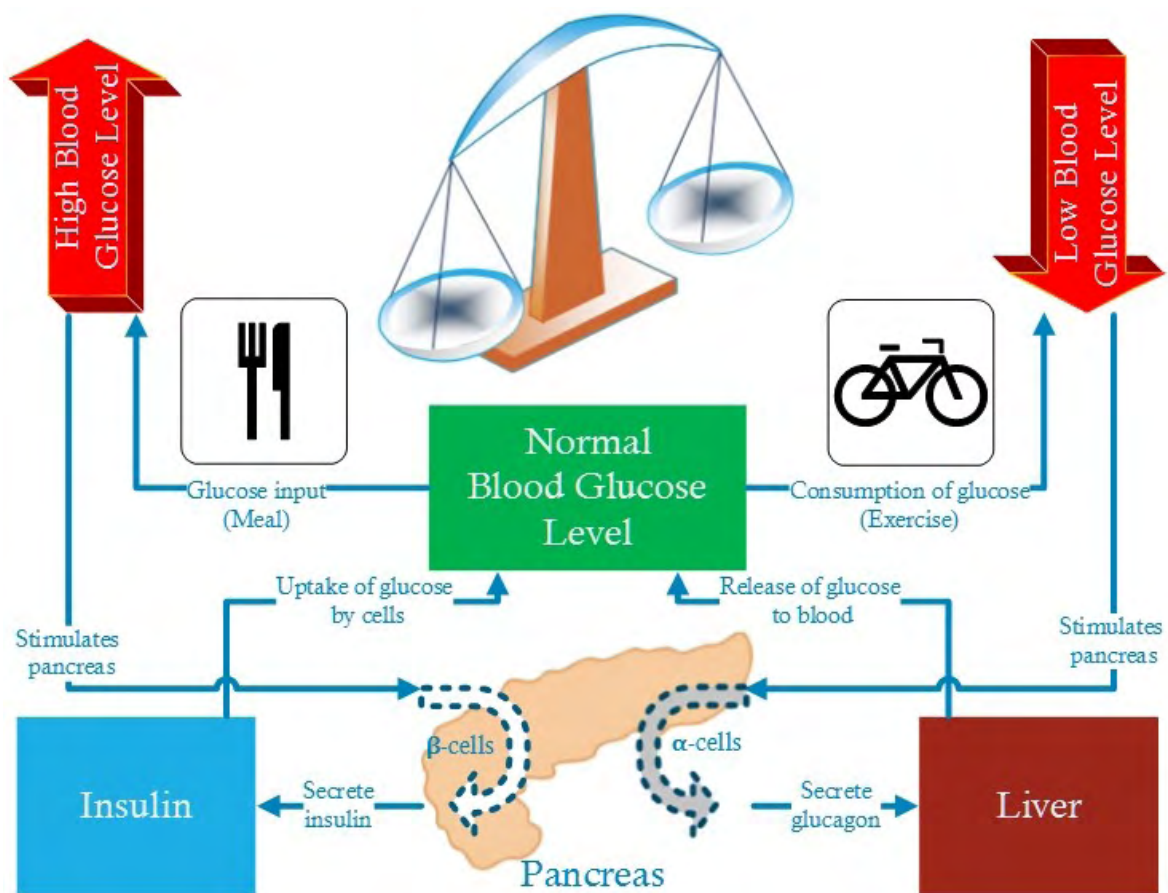 High Blood
Glucose Level
Low Blood
Glucose Level
Glucose input
(Meal)
Normal
Blood Glucose
Level
Consumption of glucose
(Exercise)
Uptake of glucose
by cells
Release of glucose
to blood
Stimulates
pancreas
Stimulates
pancreas
β-cells
α-cells
Insulin
Secrete
insulin
Secrete
glucagon
Liver
Pancreas